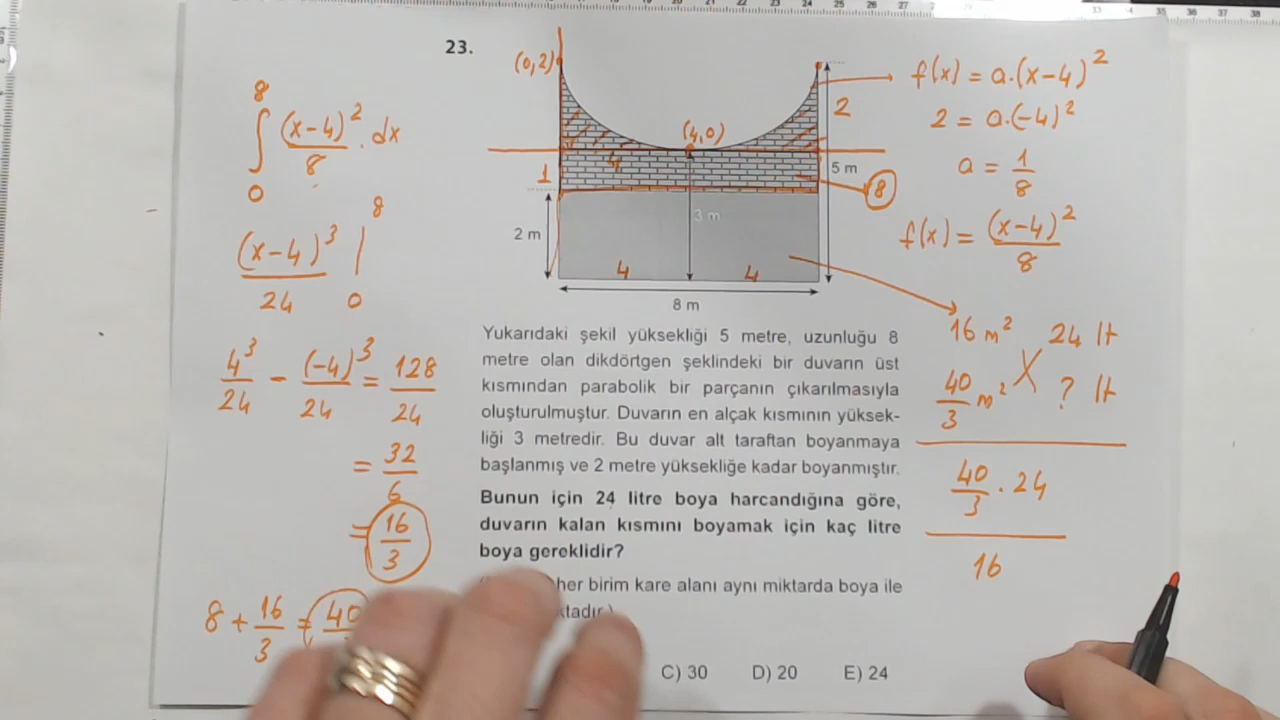 23.
(0,2)
(4,0)
2
4
1
5 m
8
3 m
2 m
4
4
8 m
Yukarıdaki şekil yüksekliği 5 metre, uzunluğu 8
metre olan dikdörtgen şeklindeki bir duvarın üst
kısmından parabolik bir parçanın çıkarılmasıyla
oluşturulmuştur. Duvarın en alçak kısmının yüksek-
liği 3 metredir. Bu duvar alt taraftan boyanmaya
başlanmış ve 2 metre yüksekliğe kadar boyanmıştır.
Bunun için 24 litre boya harcandığına göre,
duvarın kalan kısmını boyamak için kaç litre
boya gereklidir?
her birim kare alanı aynı miktarda boya ile
C) 30 D) 20 E) 24
∫₀⁸ (x-4)²/8 . dx
(x-4)³/24 |₀⁸
4³/24 - (-4)³/24 = 128/24
= 32/6
= 16/3
8 + 16/3 = 40
f(x) = a.(x-4)²
2 = a.(-4)²
a = 1/8
f(x) = (x-4)²/8
16 m² 24 lt
40/3 m² ? lt
40/3 . 24
16